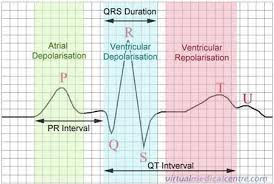 QRS Duration
Atrial
Depolarisation
Ventricular
Depolarisation
Ventricular
Repolarisation
R
P
T
U
PR Interval
Q
S
QT Intverval
virtualmedicalcentre.com